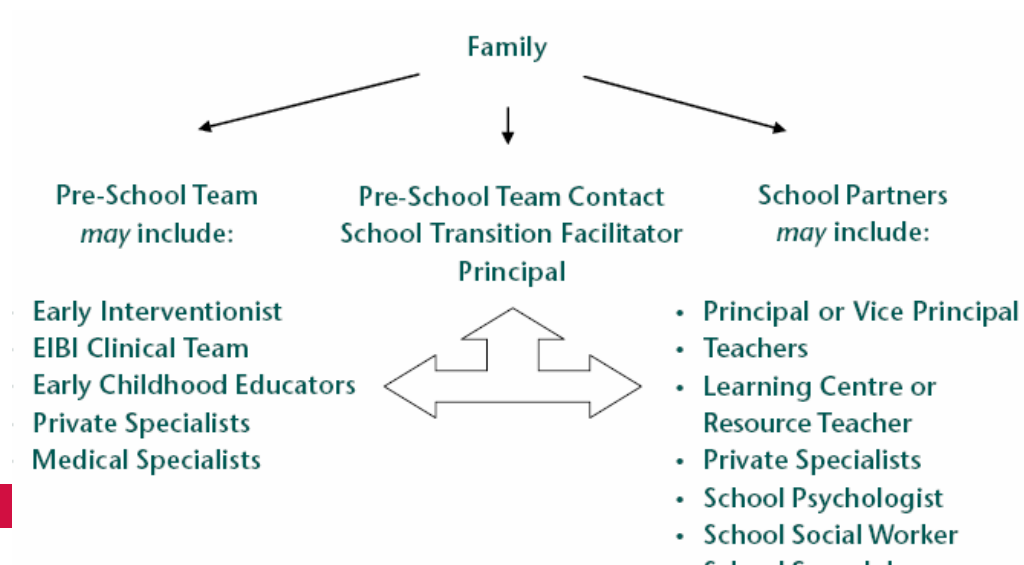 Family
Pre-School Team
may include:
Pre-School Team Contact
School Transition Facilitator
Principal
School Partners
may include:
Early Interventionist
EIBI Clinical Team
Early Childhood Educators
Private Specialists
Medical Specialists
• Principal or Vice Principal
• Teachers
• Learning Centre or
Resource Teacher
• Private Specialists
• School Psychologist
• School Social Worker